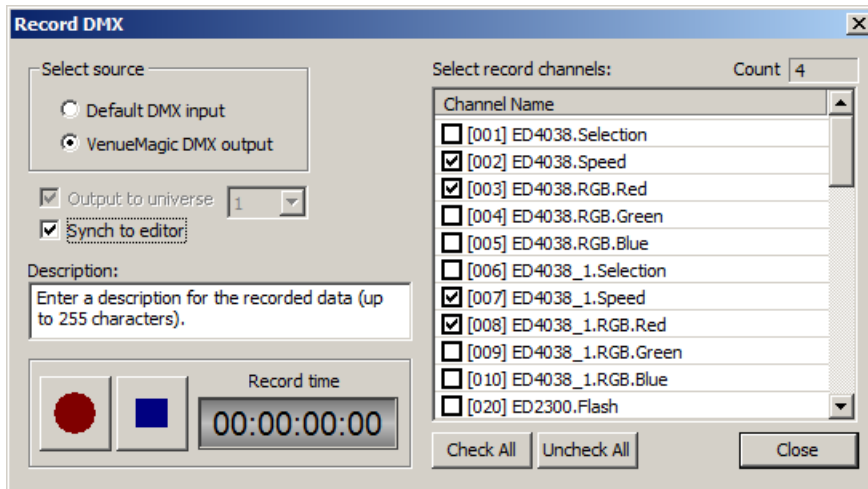 Record DMX
Select source
Default DMX input
VenueMagic DMX output
Output to universe 1
Synch to editor
Description:
Enter a description for the recorded data (up
to 255 characters).
Record time
00:00:00:00
Select record channels:
Count 4
Channel Name
[001] ED4038.Selection
[002] ED4038.Speed
[003] ED4038.RGB.Red
[004] ED4038.RGB.Green
[005] ED4038.RGB.Blue
[006] ED4038_1.Selection
[007] ED4038_1.Speed
[008] ED4038_1.RGB.Red
[009] ED4038_1.RGB.Green
[010] ED4038_1.RGB.Blue
[020] ED2300.Flash
Check All
Uncheck All
Close